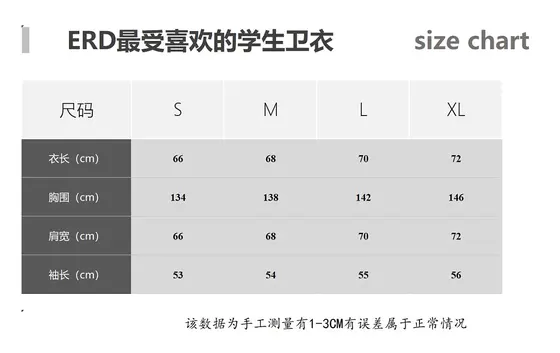 ERD最受喜欢的学生卫衣 size chart
尺码 S M L XL
衣长（cm） 66 68 70 72
胸围（cm） 134 138 142 146
肩宽（cm） 66 68 70 72
袖长（cm） 53 54 55 56
该数据为手工测量有1-3CM有误差属于正常情况